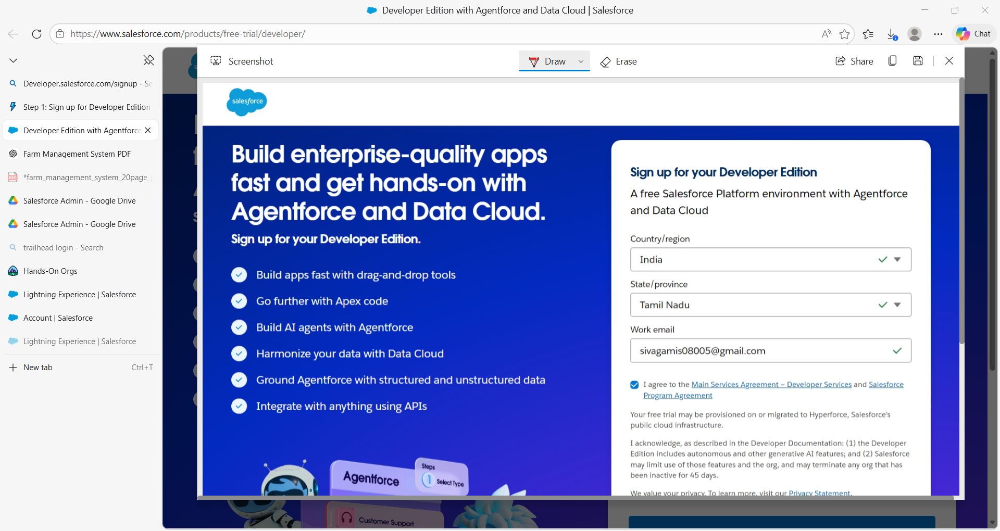 Developer Edition with Agentforce and Data Cloud | Salesforce
https://www.salesforce.com/products/free-trial/developer/
Chat
Developer.salesforce.com/signup - Se
Step 1: Sign up for Developer Edition
Developer Edition with Agentforce
Farm Management System PDF
*farm_management_system_20page_
Salesforce Admin - Google Drive
Salesforce Admin - Google Drive
trailhead login - Search
Hands-On Orgs
Lightning Experience | Salesforce
Account | Salesforce
Lightning Experience | Salesforce
New tab
Ctrl+T
Screenshot
Draw
Erase
Share
salesforce
Build enterprise-quality apps
fast and get hands-on with
Agentforce and Data Cloud.
Sign up for your Developer Edition.
Build apps fast with drag-and-drop tools
Go further with Apex code
Build AI agents with Agentforce
Harmonize your data with Data Cloud
Ground Agentforce with structured and unstructured data
Integrate with anything using APIs
Agentforce
Steps
1 Select Type
Customer Support
Sign up for your Developer Edition
A free Salesforce Platform environment with Agentforce
and Data Cloud
Country/region
India
State/province
Tamil Nadu
Work email
sivagamis08005@gmail.com
I agree to the Main Services Agreement – Developer Services and Salesforce
Program Agreement
Your free trial may be provisioned on or migrated to Hyperforce, Salesforce's
public cloud infrastructure.
I acknowledge, as described in the Developer Documentation: (1) the Developer
Edition includes autonomous and other generative AI features; and (2) Salesforce
may limit use of those features and the org, and may terminate any org that has
been inactive for 45 days.
We value your privacy. To learn more, visit our Privacy Statement.